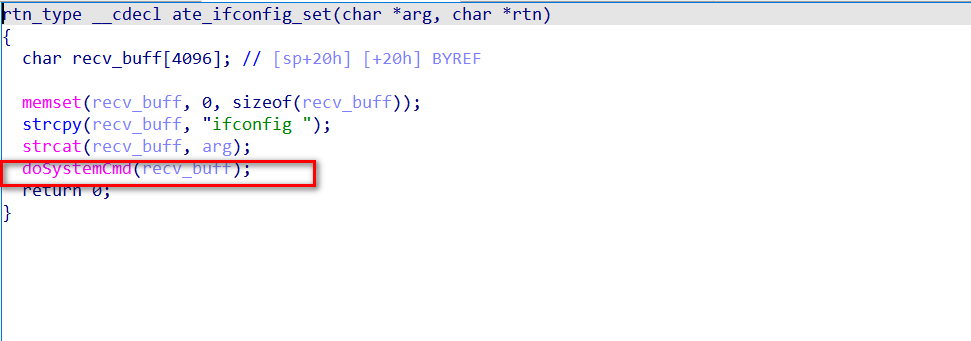 rtn_type __cdecl ate_ifconfig_set(char *arg, char *rtn)
{
char recv_buff[4096]; // [sp+20h] [+20h] BYREF
memset(recv_buff, 0, sizeof(recv_buff));
strcpy(recv_buff, "ifconfig ");
strcat(recv_buff, arg);
doSystemCmd(recv_buff);
return 0;
}